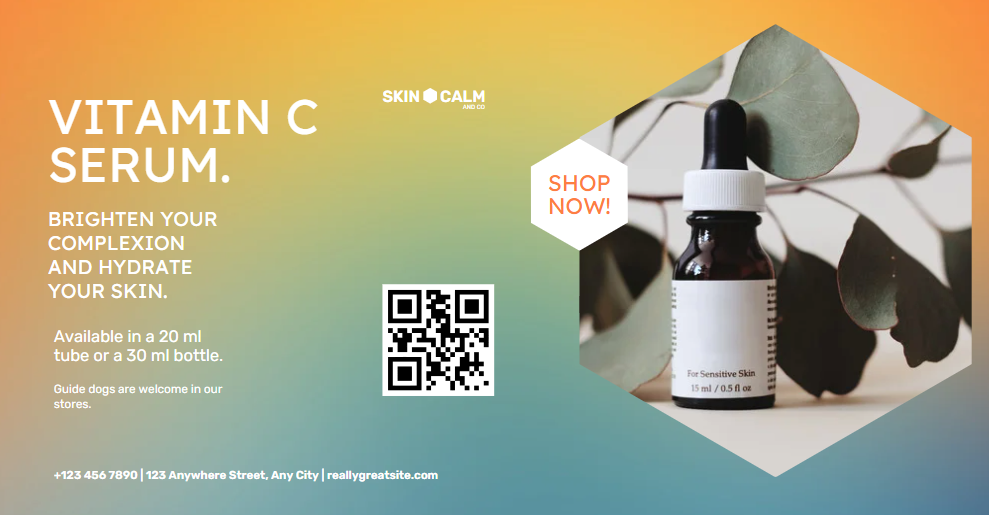 VITAMIN C
SERUM.
SKIN CALM
AND CO
BRIGHTEN YOUR
COMPLEXION
AND HYDRATE
YOUR SKIN.
Available in a 20 ml
tube or a 30 ml bottle.
Guide dogs are welcome in our
stores.
+123 456 7890 | 123 Anywhere Street, Any City | reallygreatsite.com
SHOP
NOW!
For Sensitive Skin
15 ml / 0.5 fl oz